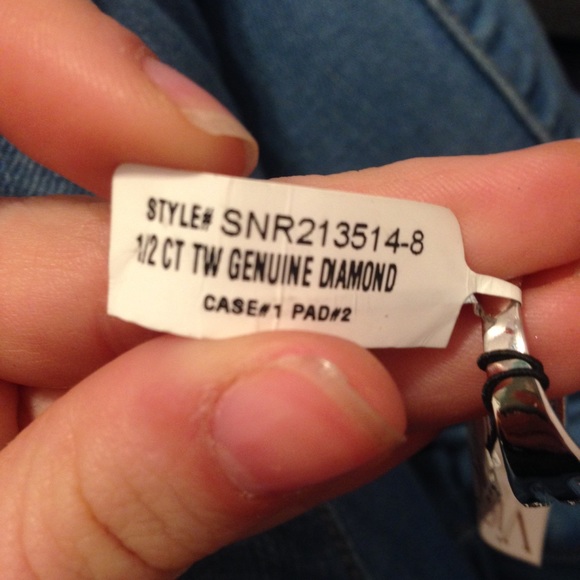 STYLE# SNR213514-8
1/2 CT TW GENUINE DIAMOND
CASE#1 PAD#2